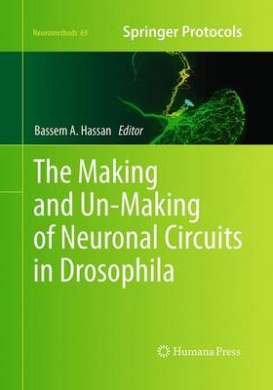 Neuromethods 69
Springer Protocols
Bassem A. Hassan Editor
The Making
and Un-Making
of Neuronal Circuits
in Drosophila
Humana Press